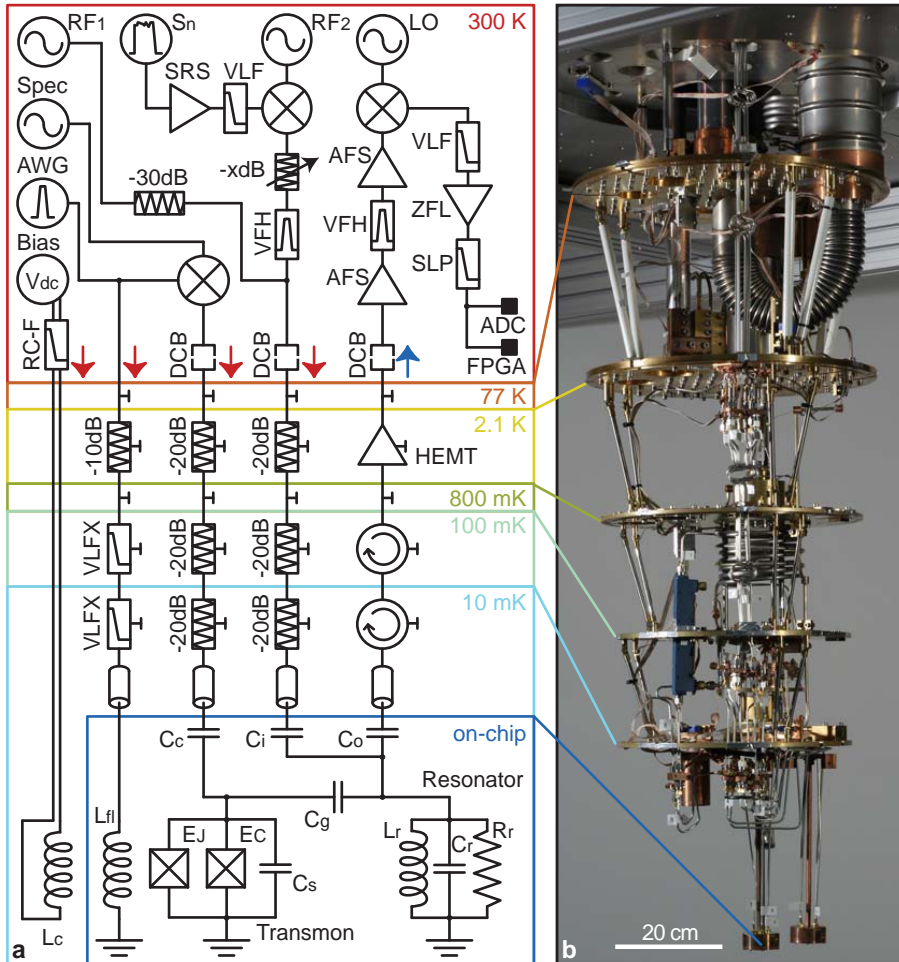 RF1
Sn
RF2
LO
300 K
SRS
VLF
Spec
AWG
-30dB
-xdB
AFS
VLF
Bias
VFH
VFH
ZFL
Vdc
AFS
SLP
RC-F
DCB
DCB
DCB
ADC
FPGA
77 K
2.1 K
-10dB
-20dB
-20dB
HEMT
800 mK
100 mK
VLFX
-20dB
-20dB
10 mK
VLFX
-20dB
-20dB
Cc
Ci
Co
on-chip
Resonator
Cg
Lfl
EJ
EC
Cs
Lr
Cr
Rr
Lc
Transmon
a
b
20 cm